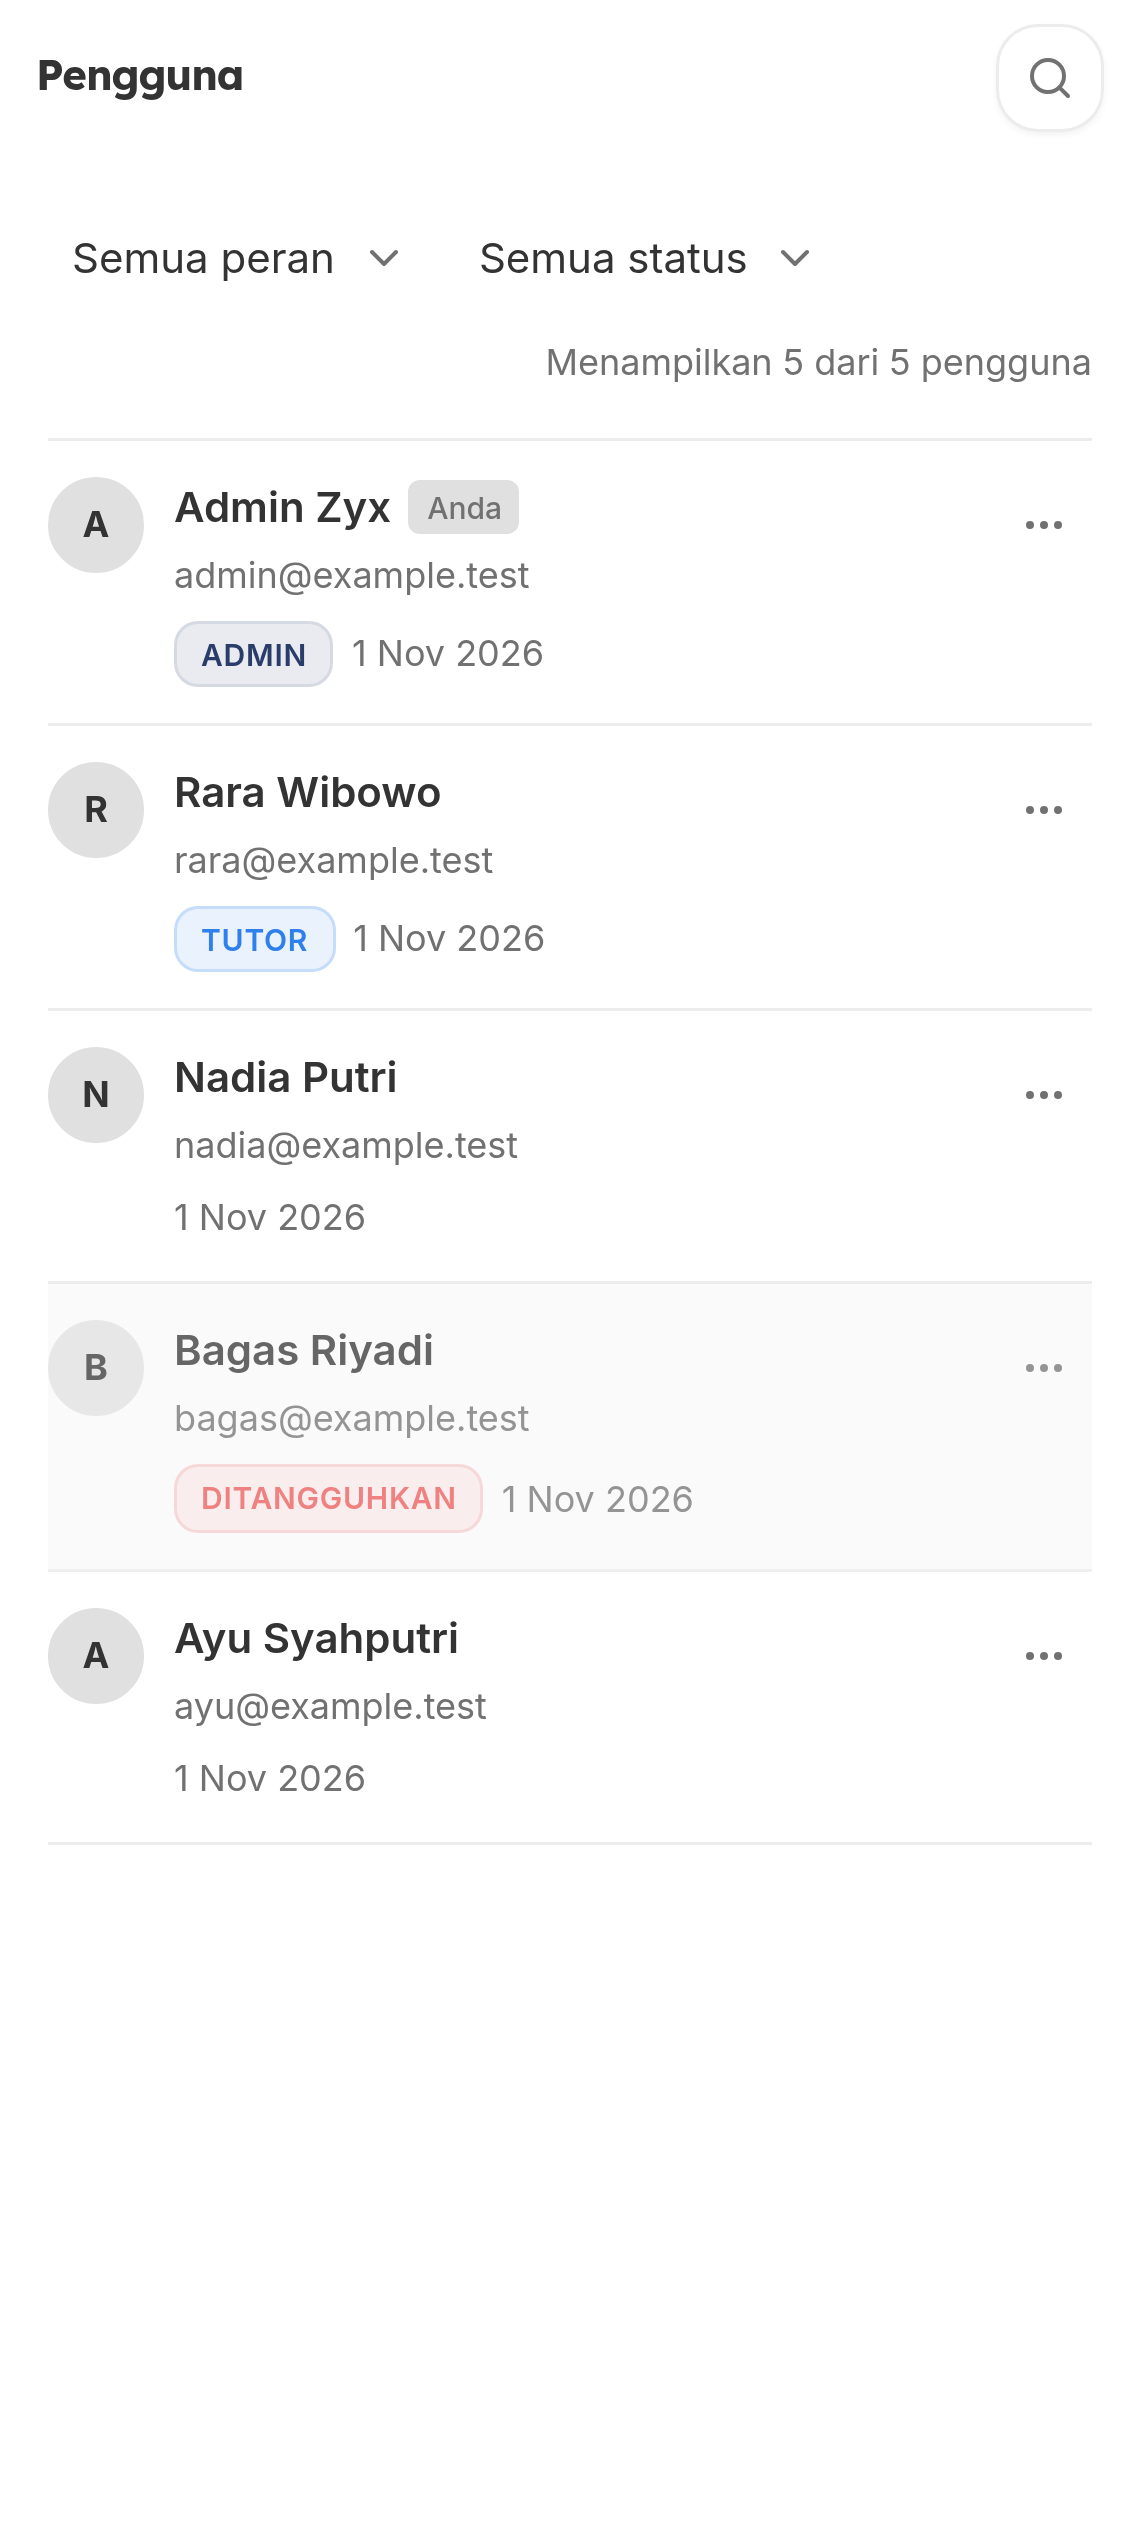 Pengguna
Semua peran
Semua status
Menampilkan 5 dari 5 pengguna
A
Admin Zyx Anda
admin@example.test
ADMIN 1 Nov 2026
R
Rara Wibowo
rara@example.test
TUTOR 1 Nov 2026
N
Nadia Putri
nadia@example.test
1 Nov 2026
B
Bagas Riyadi
bagas@example.test
DITANGGUHKAN 1 Nov 2026
A
Ayu Syahputri
ayu@example.test
1 Nov 2026